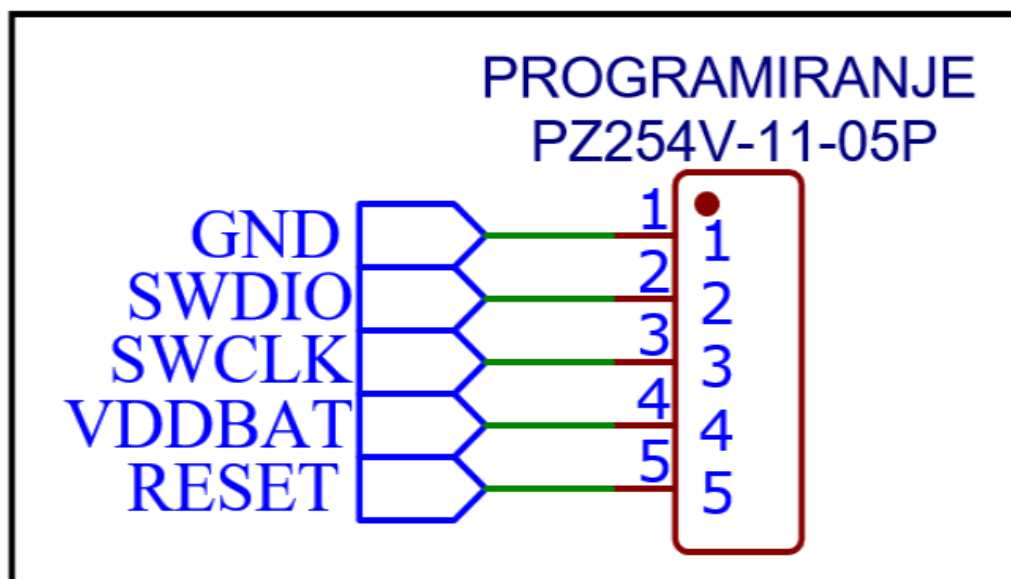 PROGRAMIRANJE
PZ254V-11-05P
GND 1 1
SWDIO 2 2
SWCLK 3 3
VDDBAT 4 4
RESET 5 5